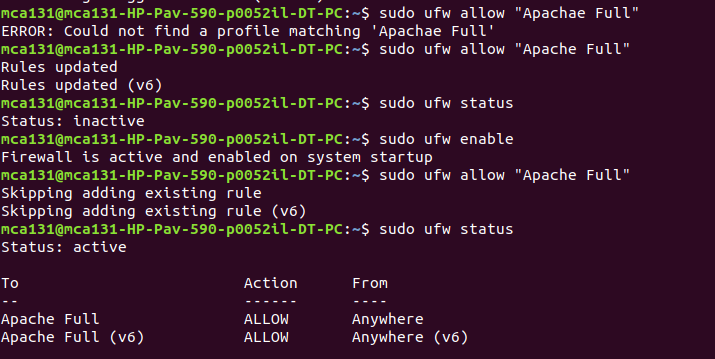 mca131@mca131-HP-Pav-590-p0052il-DT-PC:~$ sudo ufw allow "Apachae Full"
ERROR: Could not find a profile matching 'Apachae Full'
mca131@mca131-HP-Pav-590-p0052il-DT-PC:~$ sudo ufw allow "Apache Full"
Rules updated
Rules updated (v6)
mca131@mca131-HP-Pav-590-p0052il-DT-PC:~$ sudo ufw status
Status: inactive
mca131@mca131-HP-Pav-590-p0052il-DT-PC:~$ sudo ufw enable
Firewall is active and enabled on system startup
mca131@mca131-HP-Pav-590-p0052il-DT-PC:~$ sudo ufw allow "Apache Full"
Skipping adding existing rule
Skipping adding existing rule (v6)
mca131@mca131-HP-Pav-590-p0052il-DT-PC:~$ sudo ufw status
Status: active
To                         Action      From
--                         ------      ----
Apache Full                ALLOW       Anywhere
Apache Full (v6)           ALLOW       Anywhere (v6)